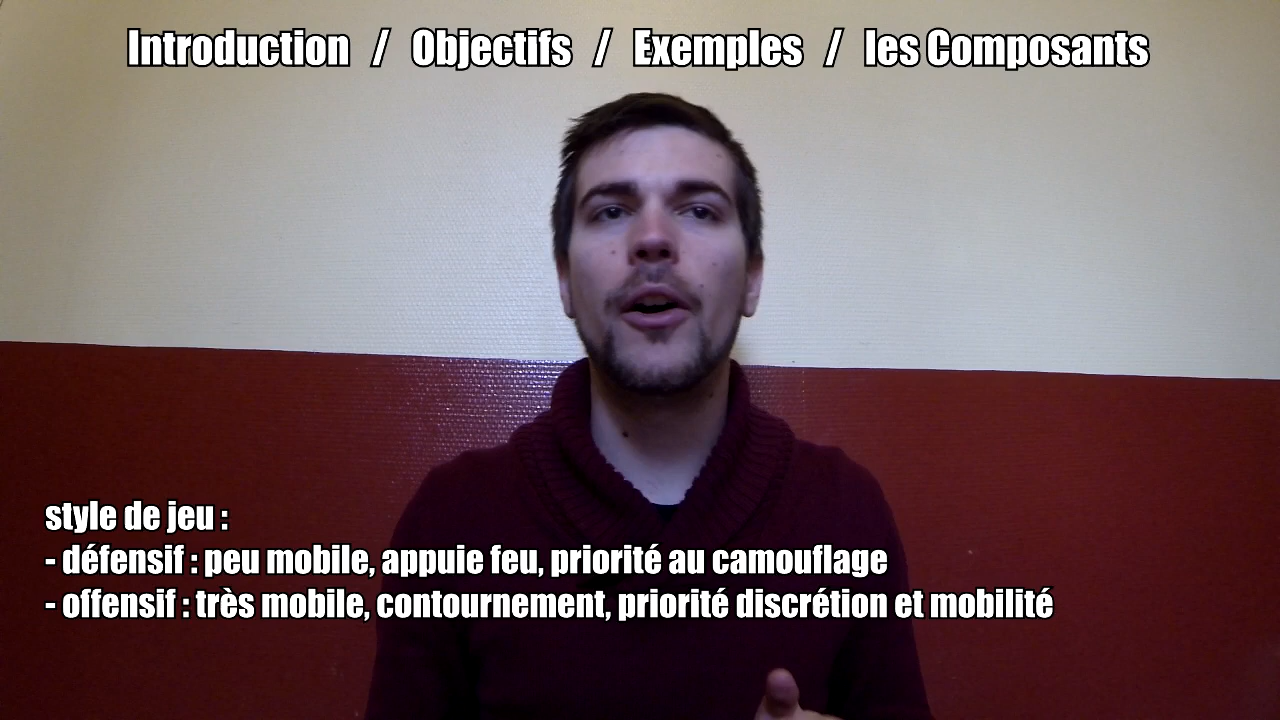 Introduction / Objectifs / Exemples / les Composants
style de jeu :
- défensif : peu mobile, appuie feu, priorité au camouflage
- offensif : très mobile, contournement, priorité discrétion et mobilité